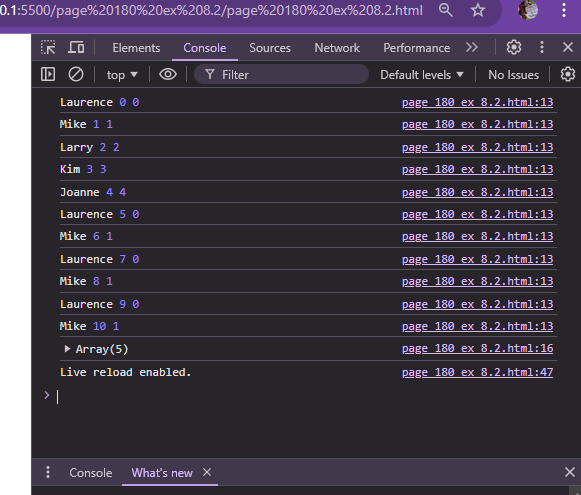 0.1:5500/page%20180%20ex%208.2/page%20180%20ex%208.2.html
Elements Console Sources Network Performance
top Filter Default levels No Issues
Laurence 0 0 page 180 ex 8.2.html:13
Mike 1 1 page 180 ex 8.2.html:13
Larry 2 2 page 180 ex 8.2.html:13
Kim 3 3 page 180 ex 8.2.html:13
Joanne 4 4 page 180 ex 8.2.html:13
Laurence 5 0 page 180 ex 8.2.html:13
Mike 6 1 page 180 ex 8.2.html:13
Laurence 7 0 page 180 ex 8.2.html:13
Mike 8 1 page 180 ex 8.2.html:13
Laurence 9 0 page 180 ex 8.2.html:13
Mike 10 1 page 180 ex 8.2.html:13
Array(5) page 180 ex 8.2.html:16
Live reload enabled. page 180 ex 8.2.html:47
Console What's new